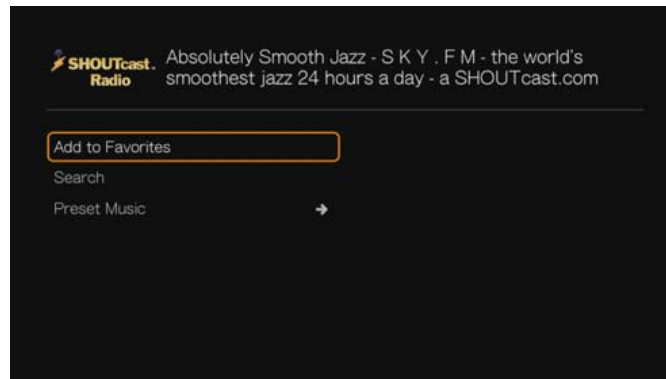 SHOUTcast
Radio
Absolutely Smooth Jazz - S K Y . F M - the world's
smoothest jazz 24 hours a day - a SHOUTcast.com
Add to Favorites
Search
Preset Music